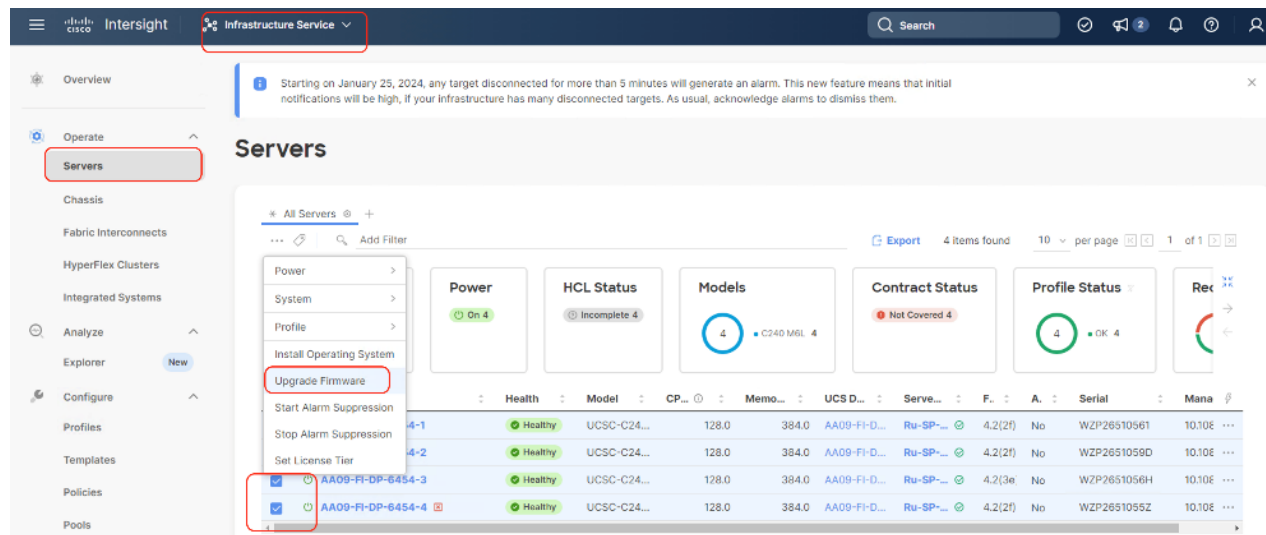 cisco Intersight Infrastructure Service Search 2
Overview
Starting on January 25, 2024, any target disconnected for more than 5 minutes will generate an alarm. This new feature means that initial
notifications will be high, if your infrastructure has many disconnected targets. As usual, acknowledge alarms to dismiss them.
Operate
Servers
Chassis
Fabric Interconnects
HyperFlex Clusters
Integrated Systems
Analyze
Explorer New
Configure
Profiles
Templates
Policies
Pools
Servers
All Servers
Add Filter Export 4 items found 10 per page 1 of 1
Power
System
Profile
Install Operating System
Upgrade Firmware
Start Alarm Suppression
Stop Alarm Suppression
Set License Tier
Power
On 4
HCL Status
Incomplete 4
Models
4 C240 M6L 4
Contract Status
Not Covered 4
Profile Status
4 OK 4
Rec
Health Model CP... Memo... UCS D... Serve... F.. A. Serial Mana
4-1 Healthy UCSC-C24... 128.0 384.0 AA09-FI-D... Ru-SP-... 4.2(2f) No WZP26510561 10.108 ...
4-2 Healthy UCSC-C24... 128.0 384.0 AA09-FI-D... Ru-SP-... 4.2(2f) No WZP2651059D 10.108 ...
AA09-FI-DP-6454-3 Healthy UCSC-C24... 128.0 384.0 AA09-FI-D... Ru-SP-... 4.2(3e No WZP2651056H 10.108 ...
AA09-FI-DP-6454-4 Healthy UCSC-C24... 128.0 384.0 AA09-FI-D... Ru-SP-... 4.2(2f) No WZP2651055Z 10.108 ...